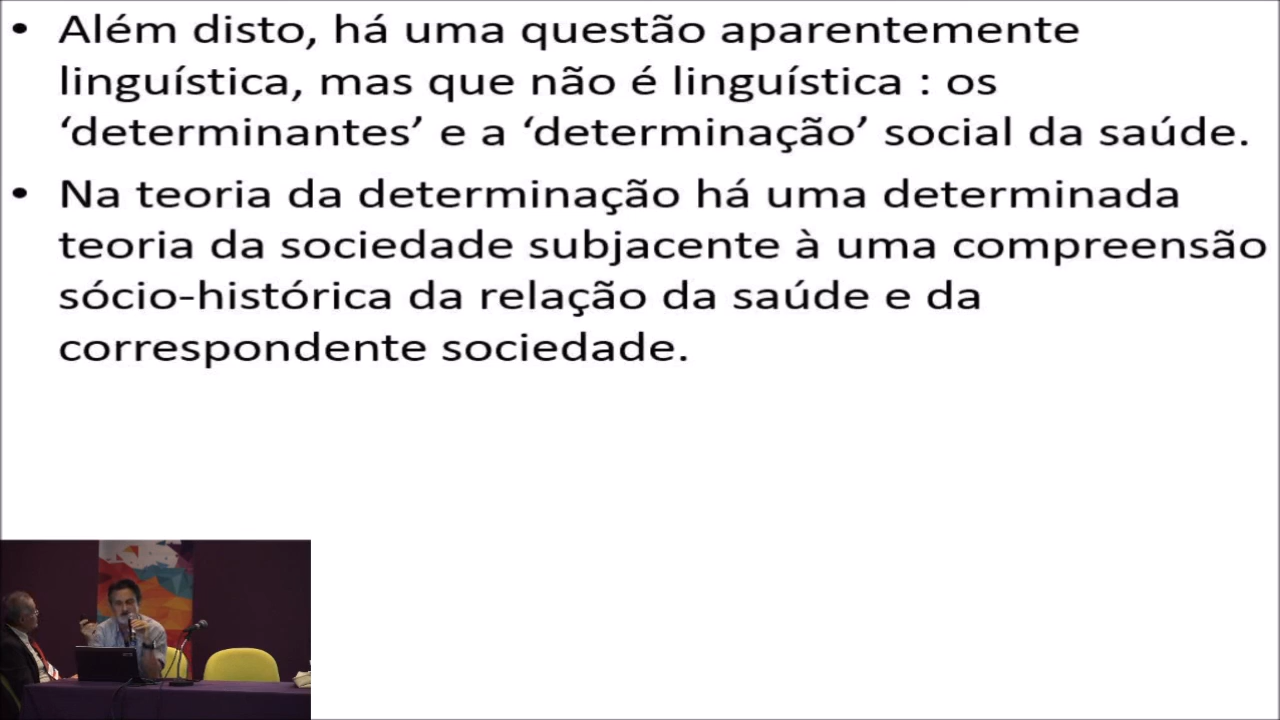 • Além disto, há uma questão aparentemente
linguística, mas que não é linguística : os
‘determinantes’ e a ‘determinação’ social da saúde.
• Na teoria da determinação há uma determinada
teoria da sociedade subjacente à uma compreensão
sócio-histórica da relação da saúde e da
correspondente sociedade.